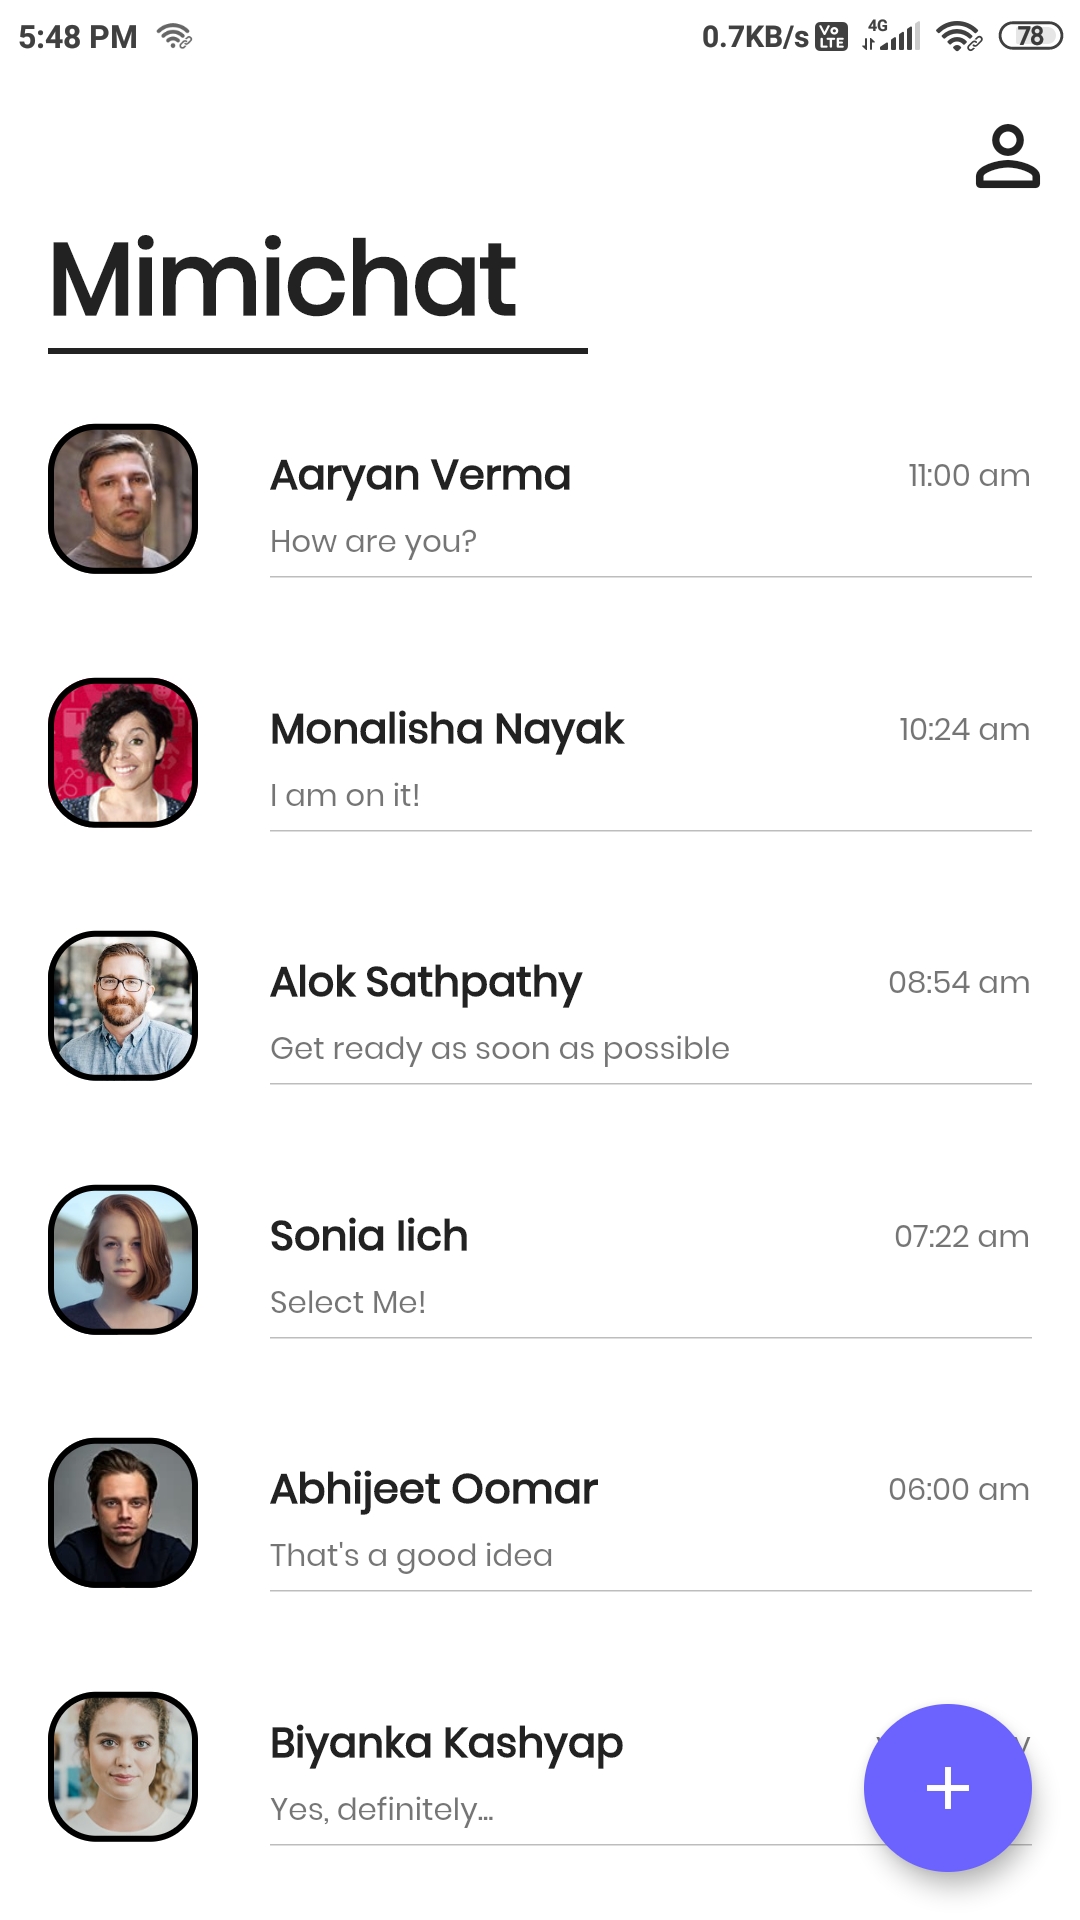 5:48 PM 0.7KB/s Vo LTE 4G 78
Mimichat
Aaryan Verma 11:00 am
How are you?
Monalisha Nayak 10:24 am
I am on it!
Alok Sathpathy 08:54 am
Get ready as soon as possible
Sonia Iich 07:22 am
Select Me!
Abhijeet Oomar 06:00 am
That's a good idea
Biyanka Kashyap
Yes, definitely...